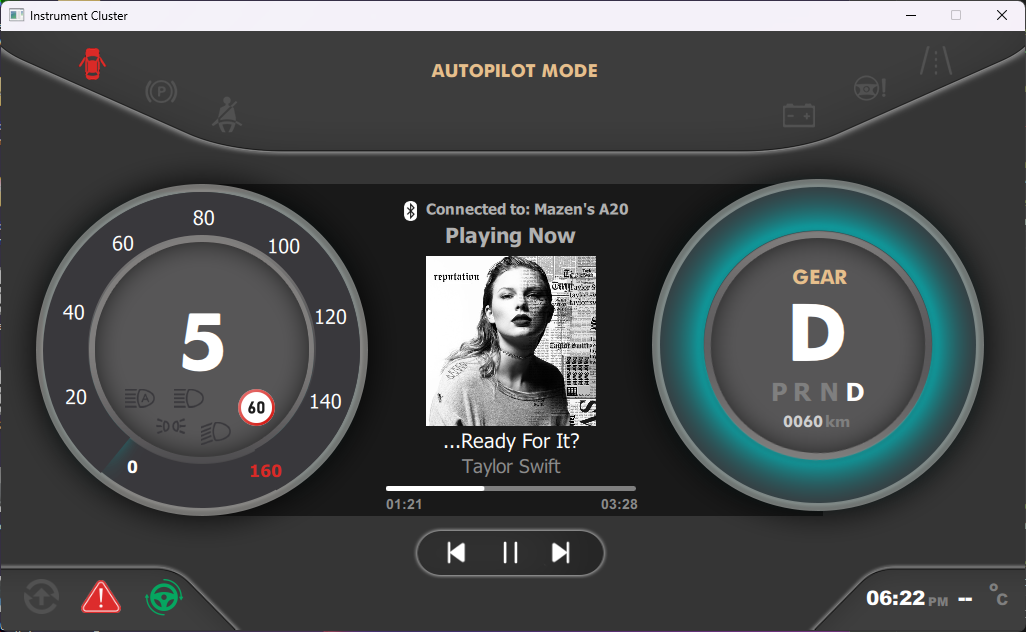 Instrument Cluster
AUTOPILOT MODE
P
Connected to: Mazen's A20
Playing Now
reputation
80
60
100
40
120
20
140
0
160
5
A
60
...Ready For It?
Taylor Swift
01:21
03:28
GEAR
D
P R N D
0060 km
06:22 PM -- °C